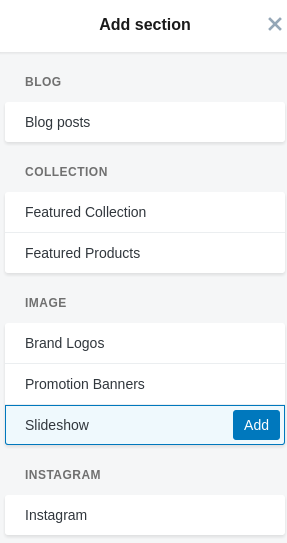 Add section
BLOG
Blog posts
COLLECTION
Featured Collection
Featured Products
IMAGE
Brand Logos
Promotion Banners
Slideshow Add
INSTAGRAM
Instagram